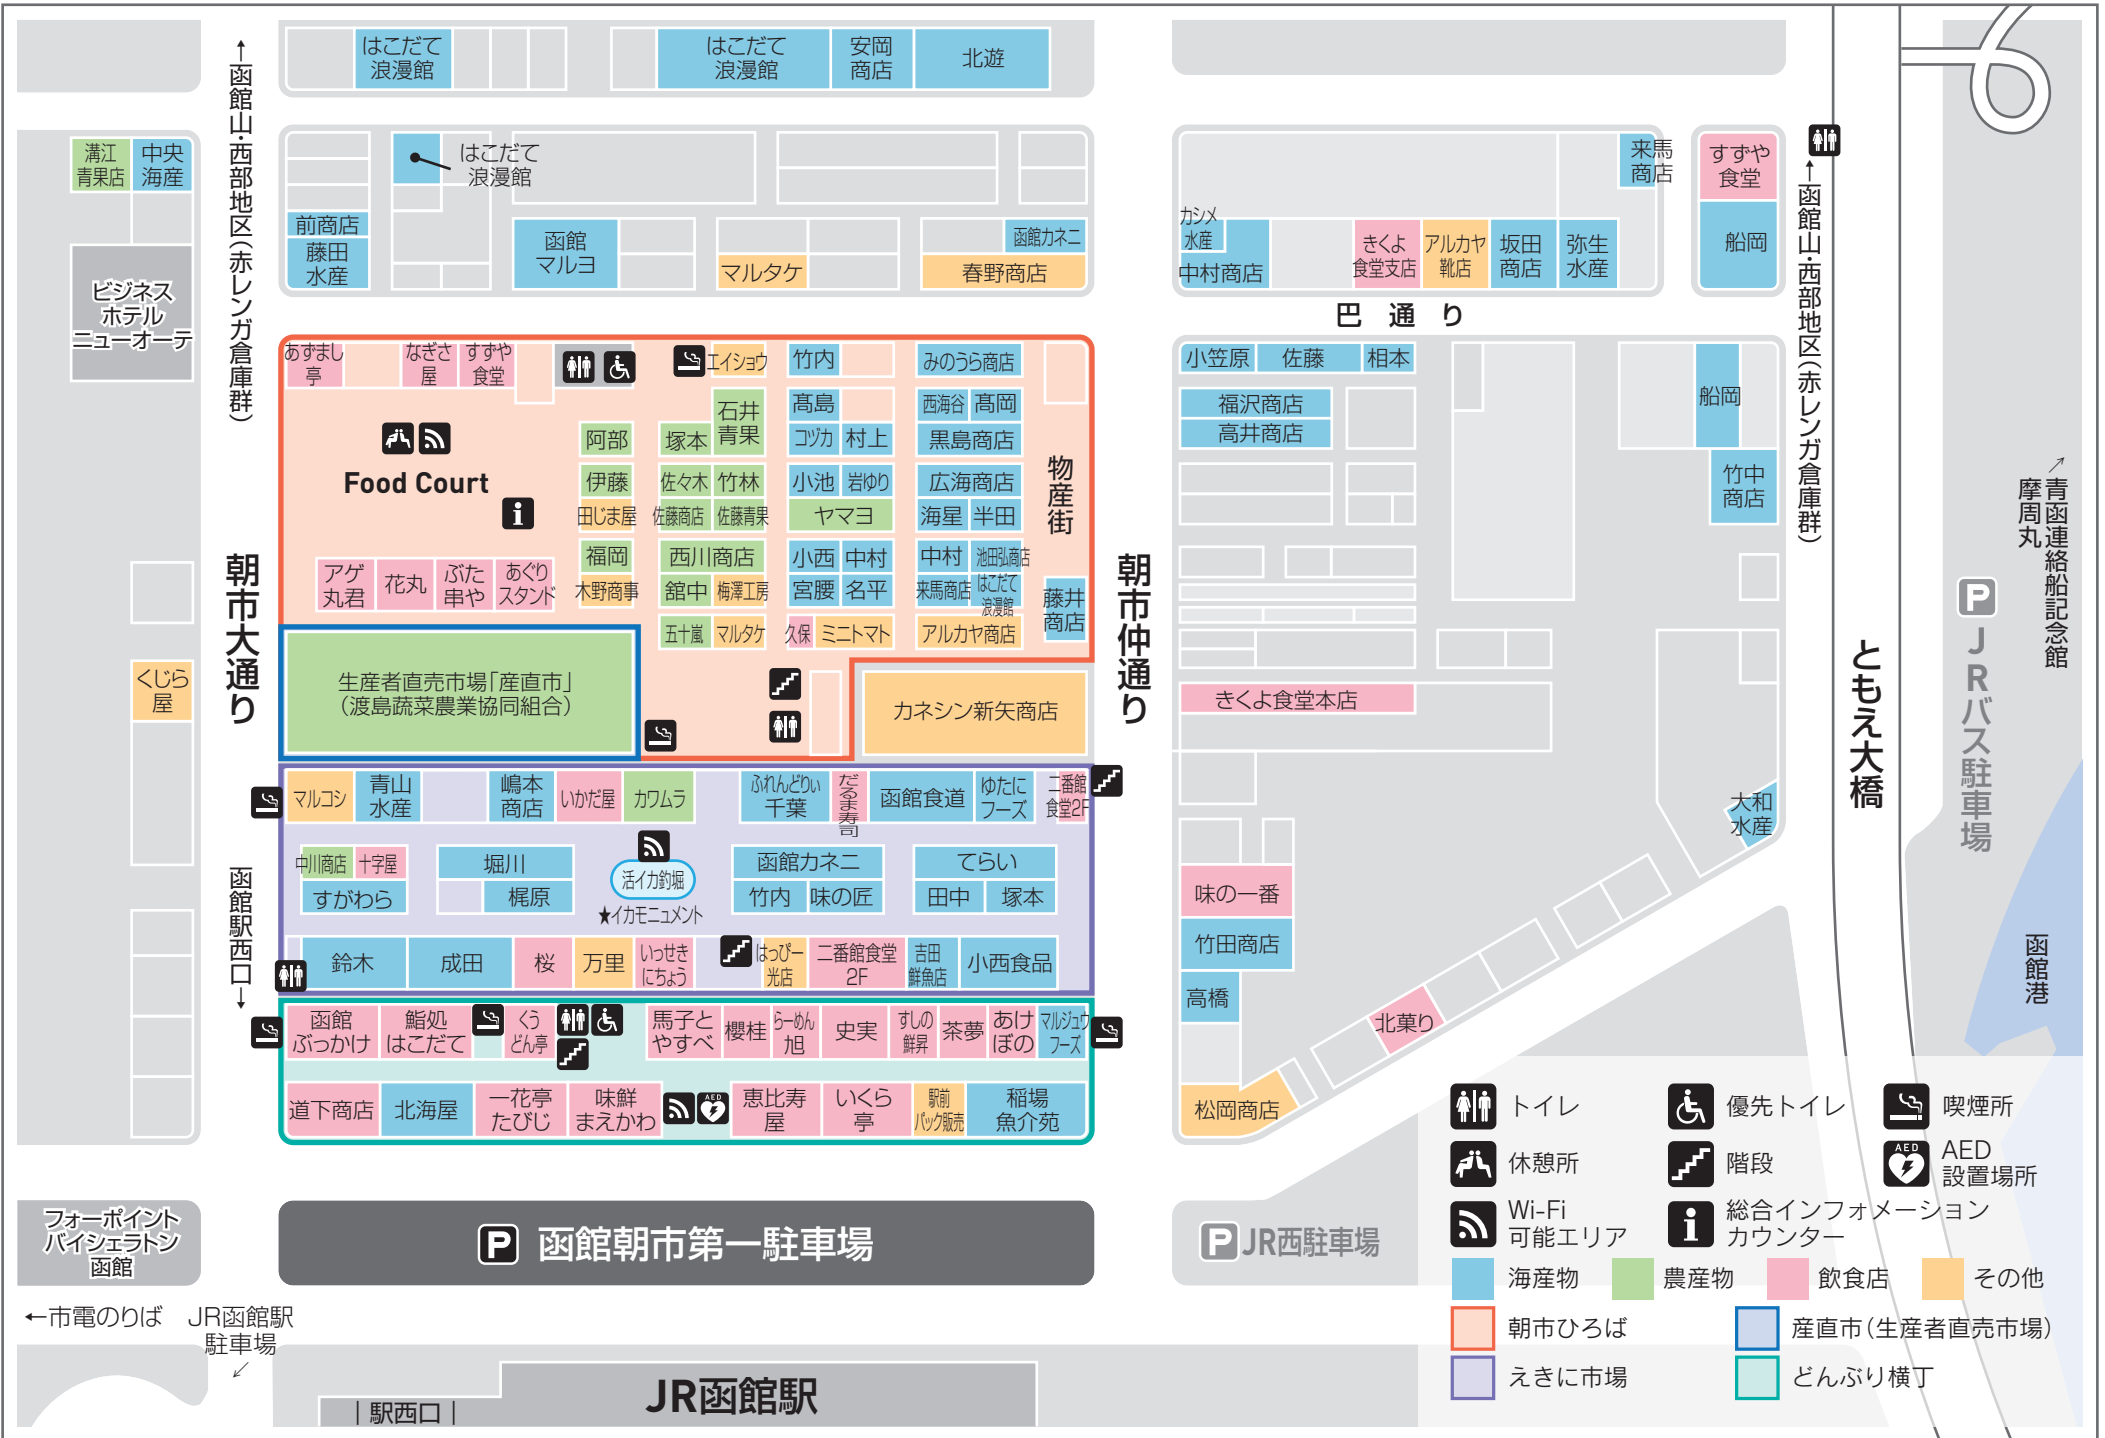 はこだて
浪漫館
はこだて
浪漫館
安岡
商店
北遊
←函館山・西部地区(赤レンガ倉庫群)
溝江
青果店
中央
海産
はこだて
浪漫館
前商店
藤田
水産
函館
マルヨ
マルタケ
函館カネニ
春野商店
来馬
商店
すずや
食堂
船岡
カシメ
水産
中村商店
きくよ
食堂支店
アルカヤ
靴店
坂田
商店
弥生
水産
←函館山・西部地区(赤レンガ倉庫群)
ビジネス
ホテル
ニューオーテ
巴通り
あずまし
亭
なぎさ
屋
すずや
食堂
エイショウ
竹内
みのうら商店
石井
青果
髙島
西海谷
髙岡
阿部
塚本
コヅカ
村上
黒島商店
Food Court
伊藤
佐々木
竹林
小池
岩ゆり
広海商店
物産街
田じま屋
佐藤商店
佐藤青果
ヤマヨ
海星
半田
福岡
西川商店
小西
中村
中村
池田弘商店
アゲ
丸君
花丸
ぶた
串や
あぐり
スタンド
木野商事
舘中
梅澤工房
宮腰
名平
来馬商店
はこだて
浪漫館
藤井
商店
五十嵐
マルタケ
久保
ミニトマト
アルカヤ商店
生産者直売市場「産直市」
(渡島蔬菜農業協同組合)
カネシン新矢商店
朝市大通り
朝市仲通り
くじら
屋
小笠原
佐藤
相本
福沢商店
高井商店
船岡
竹中
商店
きくよ食堂本店
大和
水産
ともえ大橋
↗青函連絡船記念館
摩周丸
P
JRバス駐車場
函館港
マルコシ
青山
水産
嶋本
商店
いかだ屋
カワムラ
ふれんどりぃ
千葉
だるま寿司
函館食道
ゆたに
フーズ
二番館
食堂2F
中川商店
十字屋
堀川
活イカ釣堀
函館カネニ
てらい
すがわら
梶原
★イカモニュメント
竹内
味の匠
田中
塚本
鈴木
成田
桜
万里
いっせき
にちょう
はっぴー
光店
二番館食堂
2F
吉田
鮮魚店
小西食品
函館駅西口→
函館
ぶっかけ
鮨処
はこだて
くう
どん亭
馬子と
やすべ
櫻桂
らーめん
旭
史実
すしの
鮮昇
茶夢
あけ
ぼの
マルジュウ
フーズ
道下商店
北海屋
一花亭
たびじ
味鮮
まえかわ
AED
恵比寿
屋
いくら
亭
駅前
パック販売
稲場
魚介苑
味の一番
竹田商店
高橋
北菓り
松岡商店
フォーポイント
バイシェラトン
函館
P 函館朝市第一駐車場
P JR西駐車場
←市電のりば
JR函館駅
駐車場
↙
|駅西口|
JR函館駅
トイレ
優先トイレ
喫煙所
休憩所
階段
AED
AED
設置場所
Wi-Fi
可能エリア
総合インフォメーション
カウンター
海産物
農産物
飲食店
その他
朝市ひろば
産直市(生産者直売市場)
えきに市場
どんぶり横丁